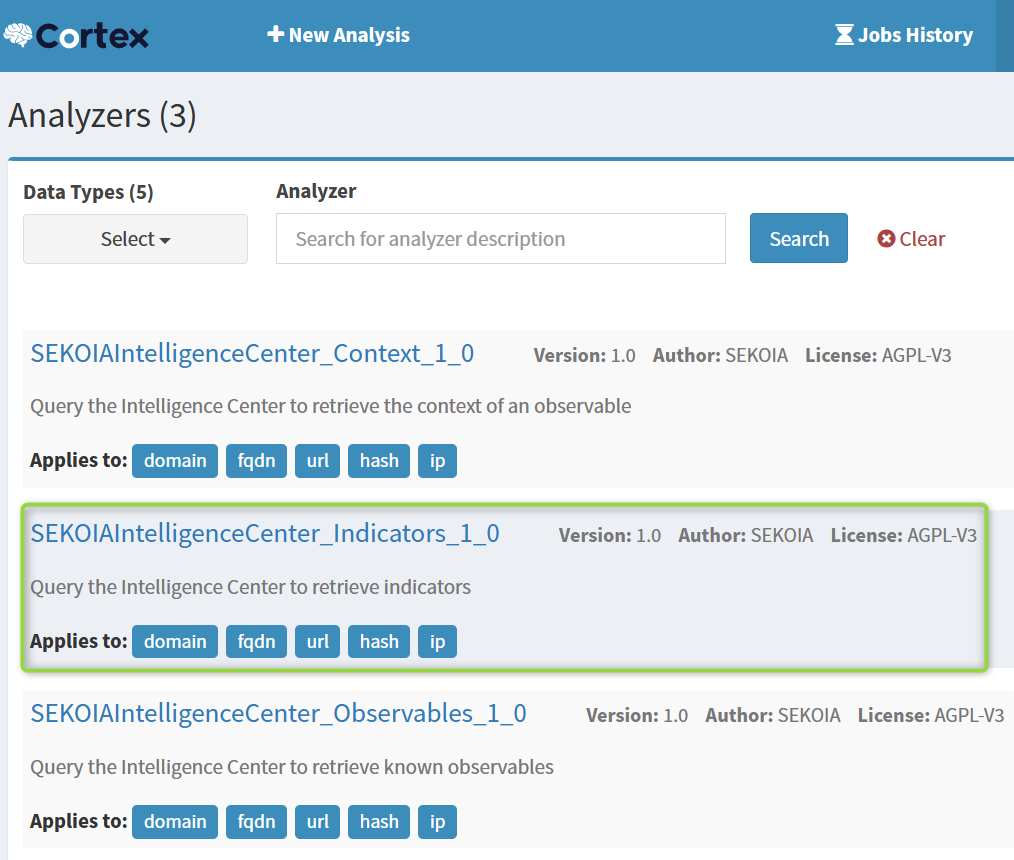 Cortex New Analysis Jobs History
Analyzers (3)
Data Types (5) Analyzer
Select Search for analyzer description Search Clear
SEKOIAIntelligenceCenter_Context_1_0 Version: 1.0 Author: SEKOIA License: AGPL-V3
Query the Intelligence Center to retrieve the context of an observable
Applies to: domain fqdn url hash ip
SEKOIAIntelligenceCenter_Indicators_1_0 Version: 1.0 Author: SEKOIA License: AGPL-V3
Query the Intelligence Center to retrieve indicators
Applies to: domain fqdn url hash ip
SEKOIAIntelligenceCenter_Observables_1_0 Version: 1.0 Author: SEKOIA License: AGPL-V3
Query the Intelligence Center to retrieve known observables
Applies to: domain fqdn url hash ip